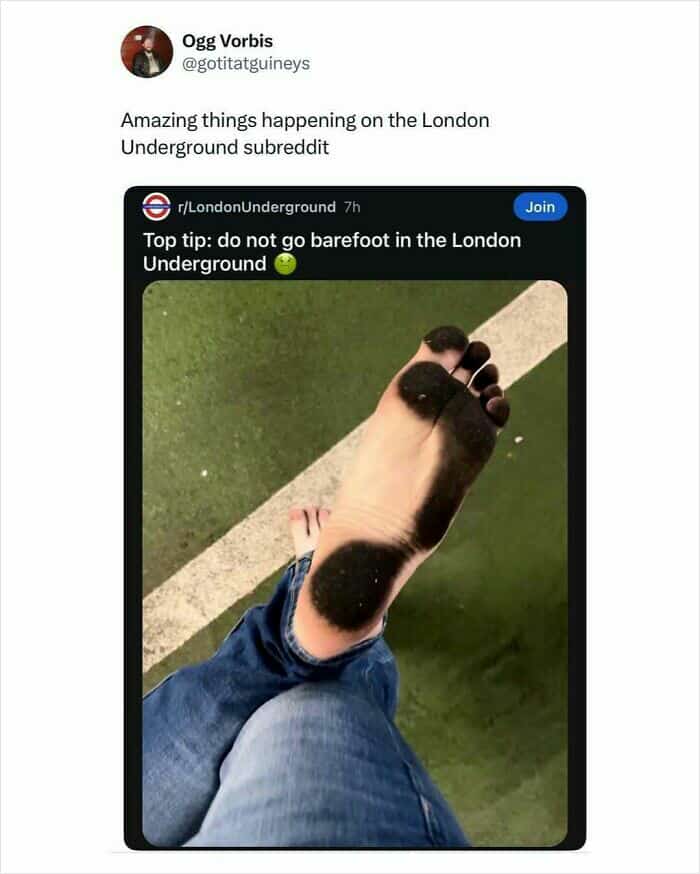 Ogg Vorbis
@gotitatguineys
Amazing things happening on the London
Underground subreddit
r/LondonUnderground 7h
Join
Top tip: do not go barefoot in the London
Underground 🤢